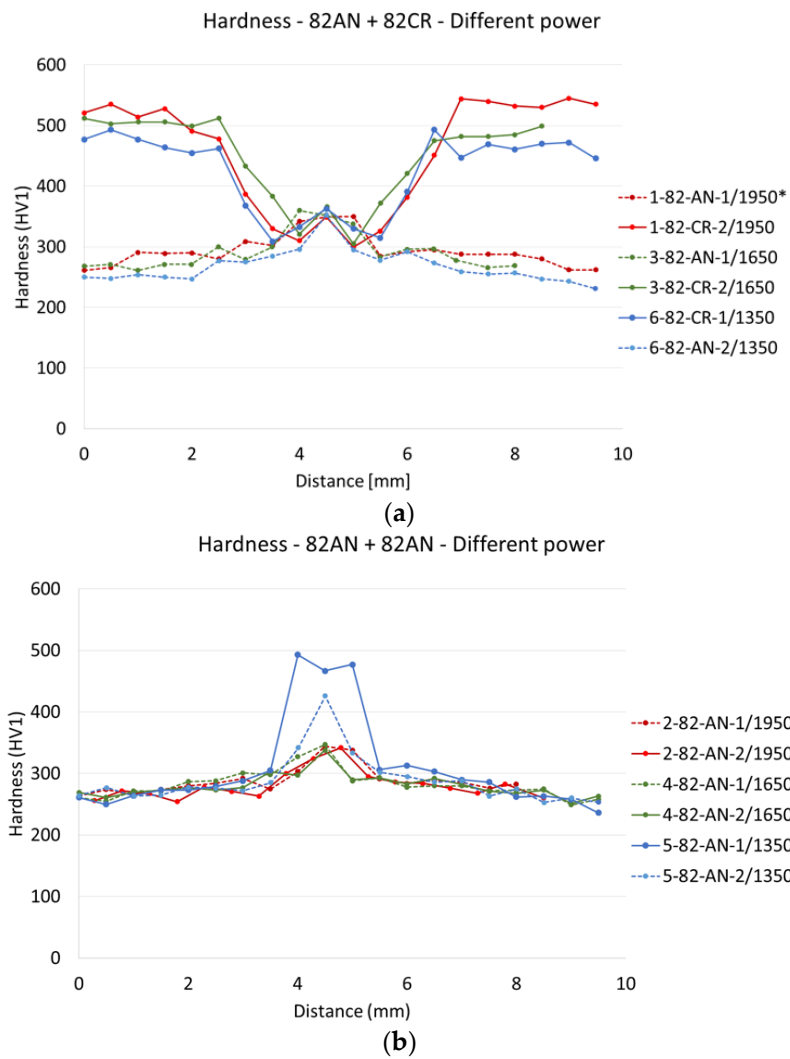 Hardness - 82AN + 82CR - Different power
600
500
400
300
200
100
0
Hardness (HV1)
0 2 4 6 8 10
Distance [mm]
1-82-AN-1/1950*
1-82-CR-2/1950
3-82-AN-1/1650
3-82-CR-2/1650
6-82-CR-1/1350
6-82-AN-2/1350
(a)
Hardness - 82AN + 82AN - Different power
600
500
400
300
200
100
0
Hardness (HV1)
0 2 4 6 8 10
Distance (mm)
2-82-AN-1/1950
2-82-AN-2/1950
4-82-AN-1/1650
4-82-AN-2/1650
5-82-AN-1/1350
5-82-AN-2/1350
(b)